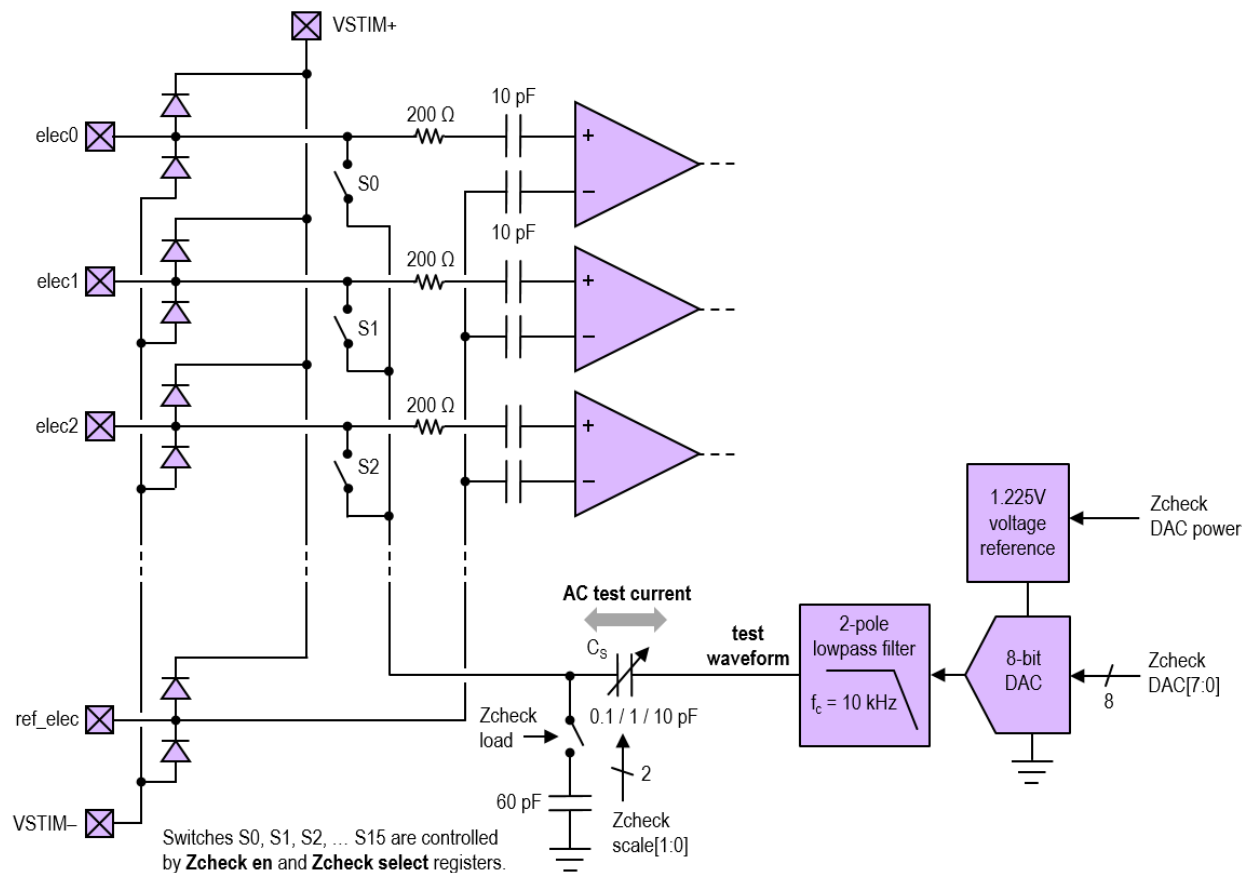 VSTIM+
10 pF
200 Ω
elec0
+
−
S0
10 pF
200 Ω
elec1
+
−
S1
200 Ω
elec2
+
−
S2
1.225V
voltage
reference
Zcheck
DAC power
AC test current
CS
test
waveform
2-pole
lowpass filter
fc = 10 kHz
8-bit
DAC
Zcheck
DAC[7:0]
8
ref_elec
Zcheck
load
0.1 / 1 / 10 pF
2
60 pF
Zcheck
scale[1:0]
VSTIM–
Switches S0, S1, S2, … S15 are controlled
by Zcheck en and Zcheck select registers.